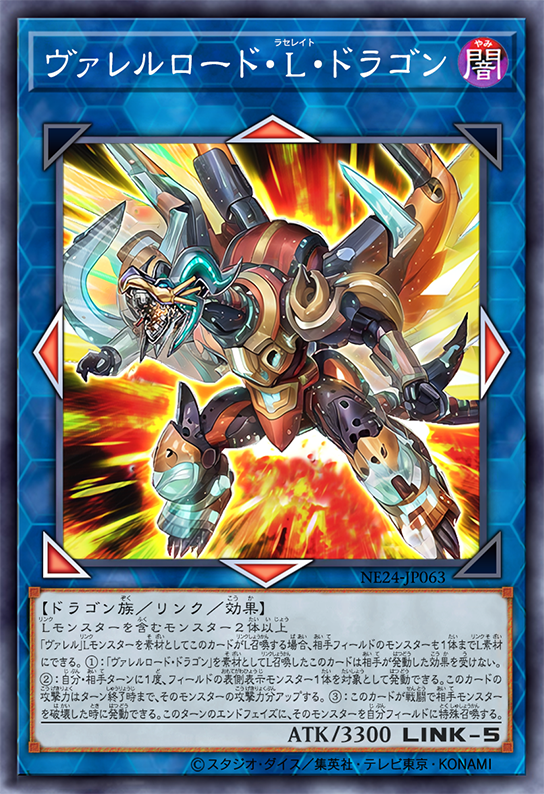 ヴァレルロード・L・ドラゴン
ラセレイト
闇
やみ
NE24-JP063
【ドラゴン族／リンク／効果】
Lモンスターを含むモンスター２体以上
「ヴァレル」Lモンスターを素材としてこのカードがL召喚する場合、相手フィールドのモンスターを１体までL素材
にできる。①：「ヴァレルロード・ドラゴン」を素材としてL召喚したこのカードは相手が発動した効果を受けない。
②：自分・相手ターンに１度、フィールドの表側表示モンスター１体を対象として発動できる。このカードの
攻撃力はターン終了時まで、そのモンスターの攻撃力分アップする。③：このカードが戦闘で相手モンスター
を破壊した時に発動できる。このターンのエンドフェイズに、そのモンスターを自分フィールドに特殊召喚する。
ATK/3300 LINK-5
©スタジオ・ダイス/集英社・テレビ東京・KONAMI